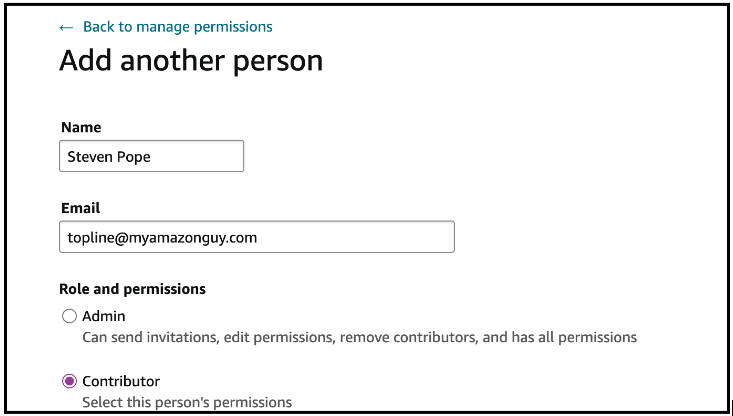 ← Back to manage permissions
Add another person
Name
Steven Pope
Email
topline@myamazonguy.com
Role and permissions
Admin
Can send invitations, edit permissions, remove contributors, and has all permissions
Contributor
Select this person's permissions